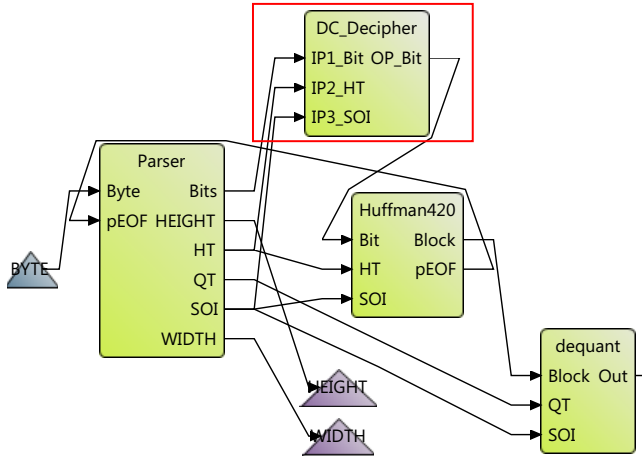 DC_Decipher
IP1_Bit OP_Bit
IP2_HT
IP3_SOI
Parser
Byte Bits
pEOF HEIGHT
HT
QT
SOI
WIDTH
BYTE
Huffman420
Bit Block
HT pEOF
SOI
HEIGHT
WIDTH
dequant
Block Out
QT
SOI